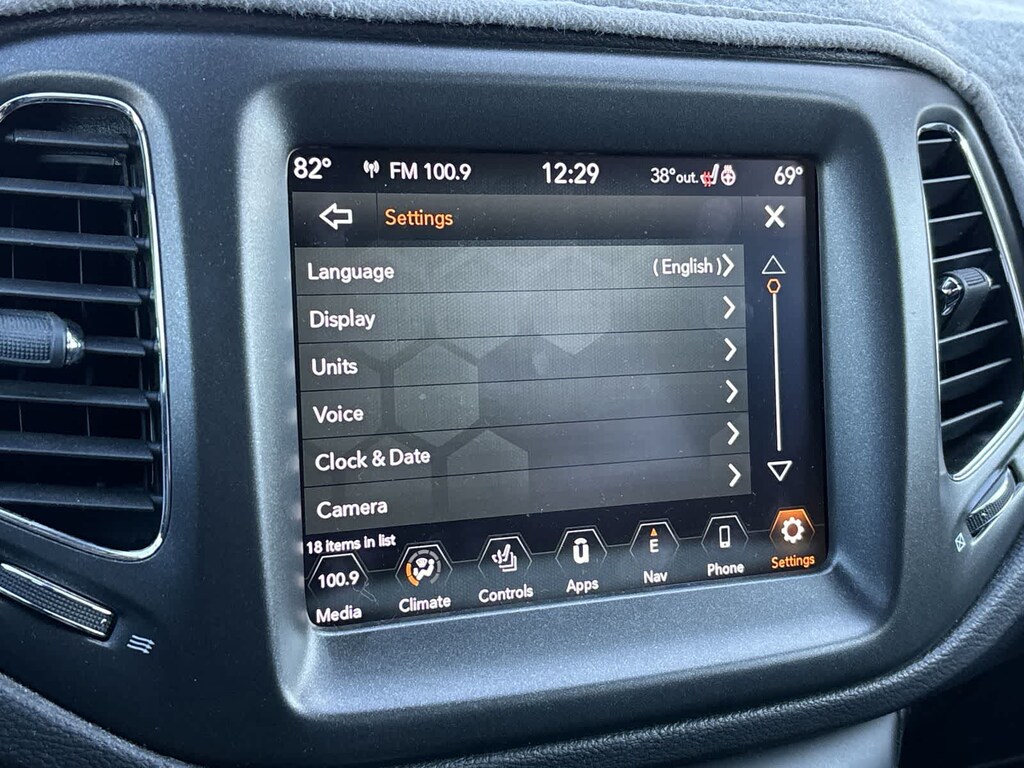 82° FM 100.9 12:29 38°out. 69°
Settings
Language (English)
Display
Units
Voice
Clock & Date
Camera
18 items in list
100.9 E
Media Climate Controls Apps Nav Phone Settings